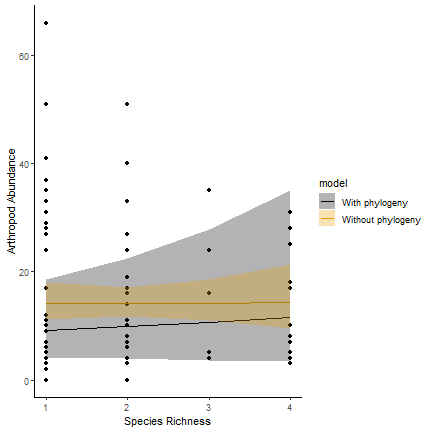 60
40
20
0
Arthropod Abundance
1 2 3 4
Species Richness
model
With phylogeny
Without phylogeny